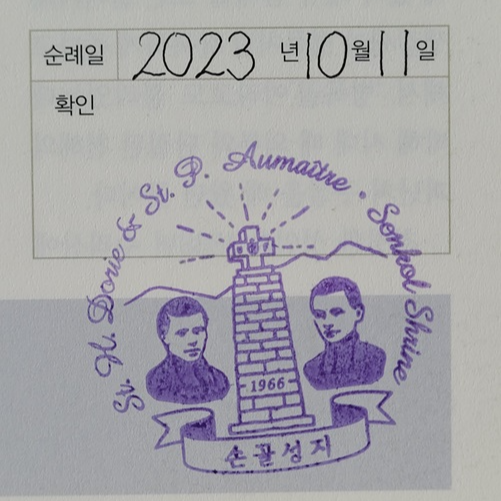 순례일 2023 년 10 월 11 일
확인
St. H. Dorie & St. P. Aumaître • Sonkol Shrine
1966
손골성지